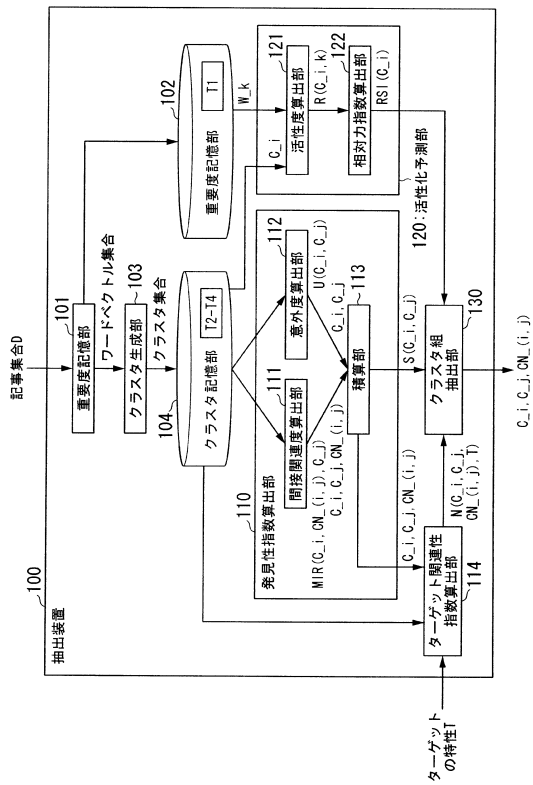 記事集合D
100
抽出装置
101
重要度記憶部
ワードベクトル集合
103
クラスタ生成部
クラスタ集合
102
重要度記憶部
T1
104
クラスタ記憶部
T2-T4
W_k
C_i
110
発見性指数算出部
111
間接関連度算出部
112
意外度算出部
MIR(C_i,CN_(i,j),C_j)
C_i,C_j,CN_(i,j)
U(C_i,C_j)
C_i,C_j
113
積算部
121
活性度算出部
R(C_i,k)
122
相対力指数算出部
RSI(C_i)
120:活性化予測部
C_i,C_j,CN_(i,j)
S(C_i,C_j)
ターゲット
の特性T
ターゲット関連性
指数算出部
114
N(C_i,C_j,
CN_(i,j),T)
クラスタ組
抽出部
130
C_i,C_j,CN_(i,j)